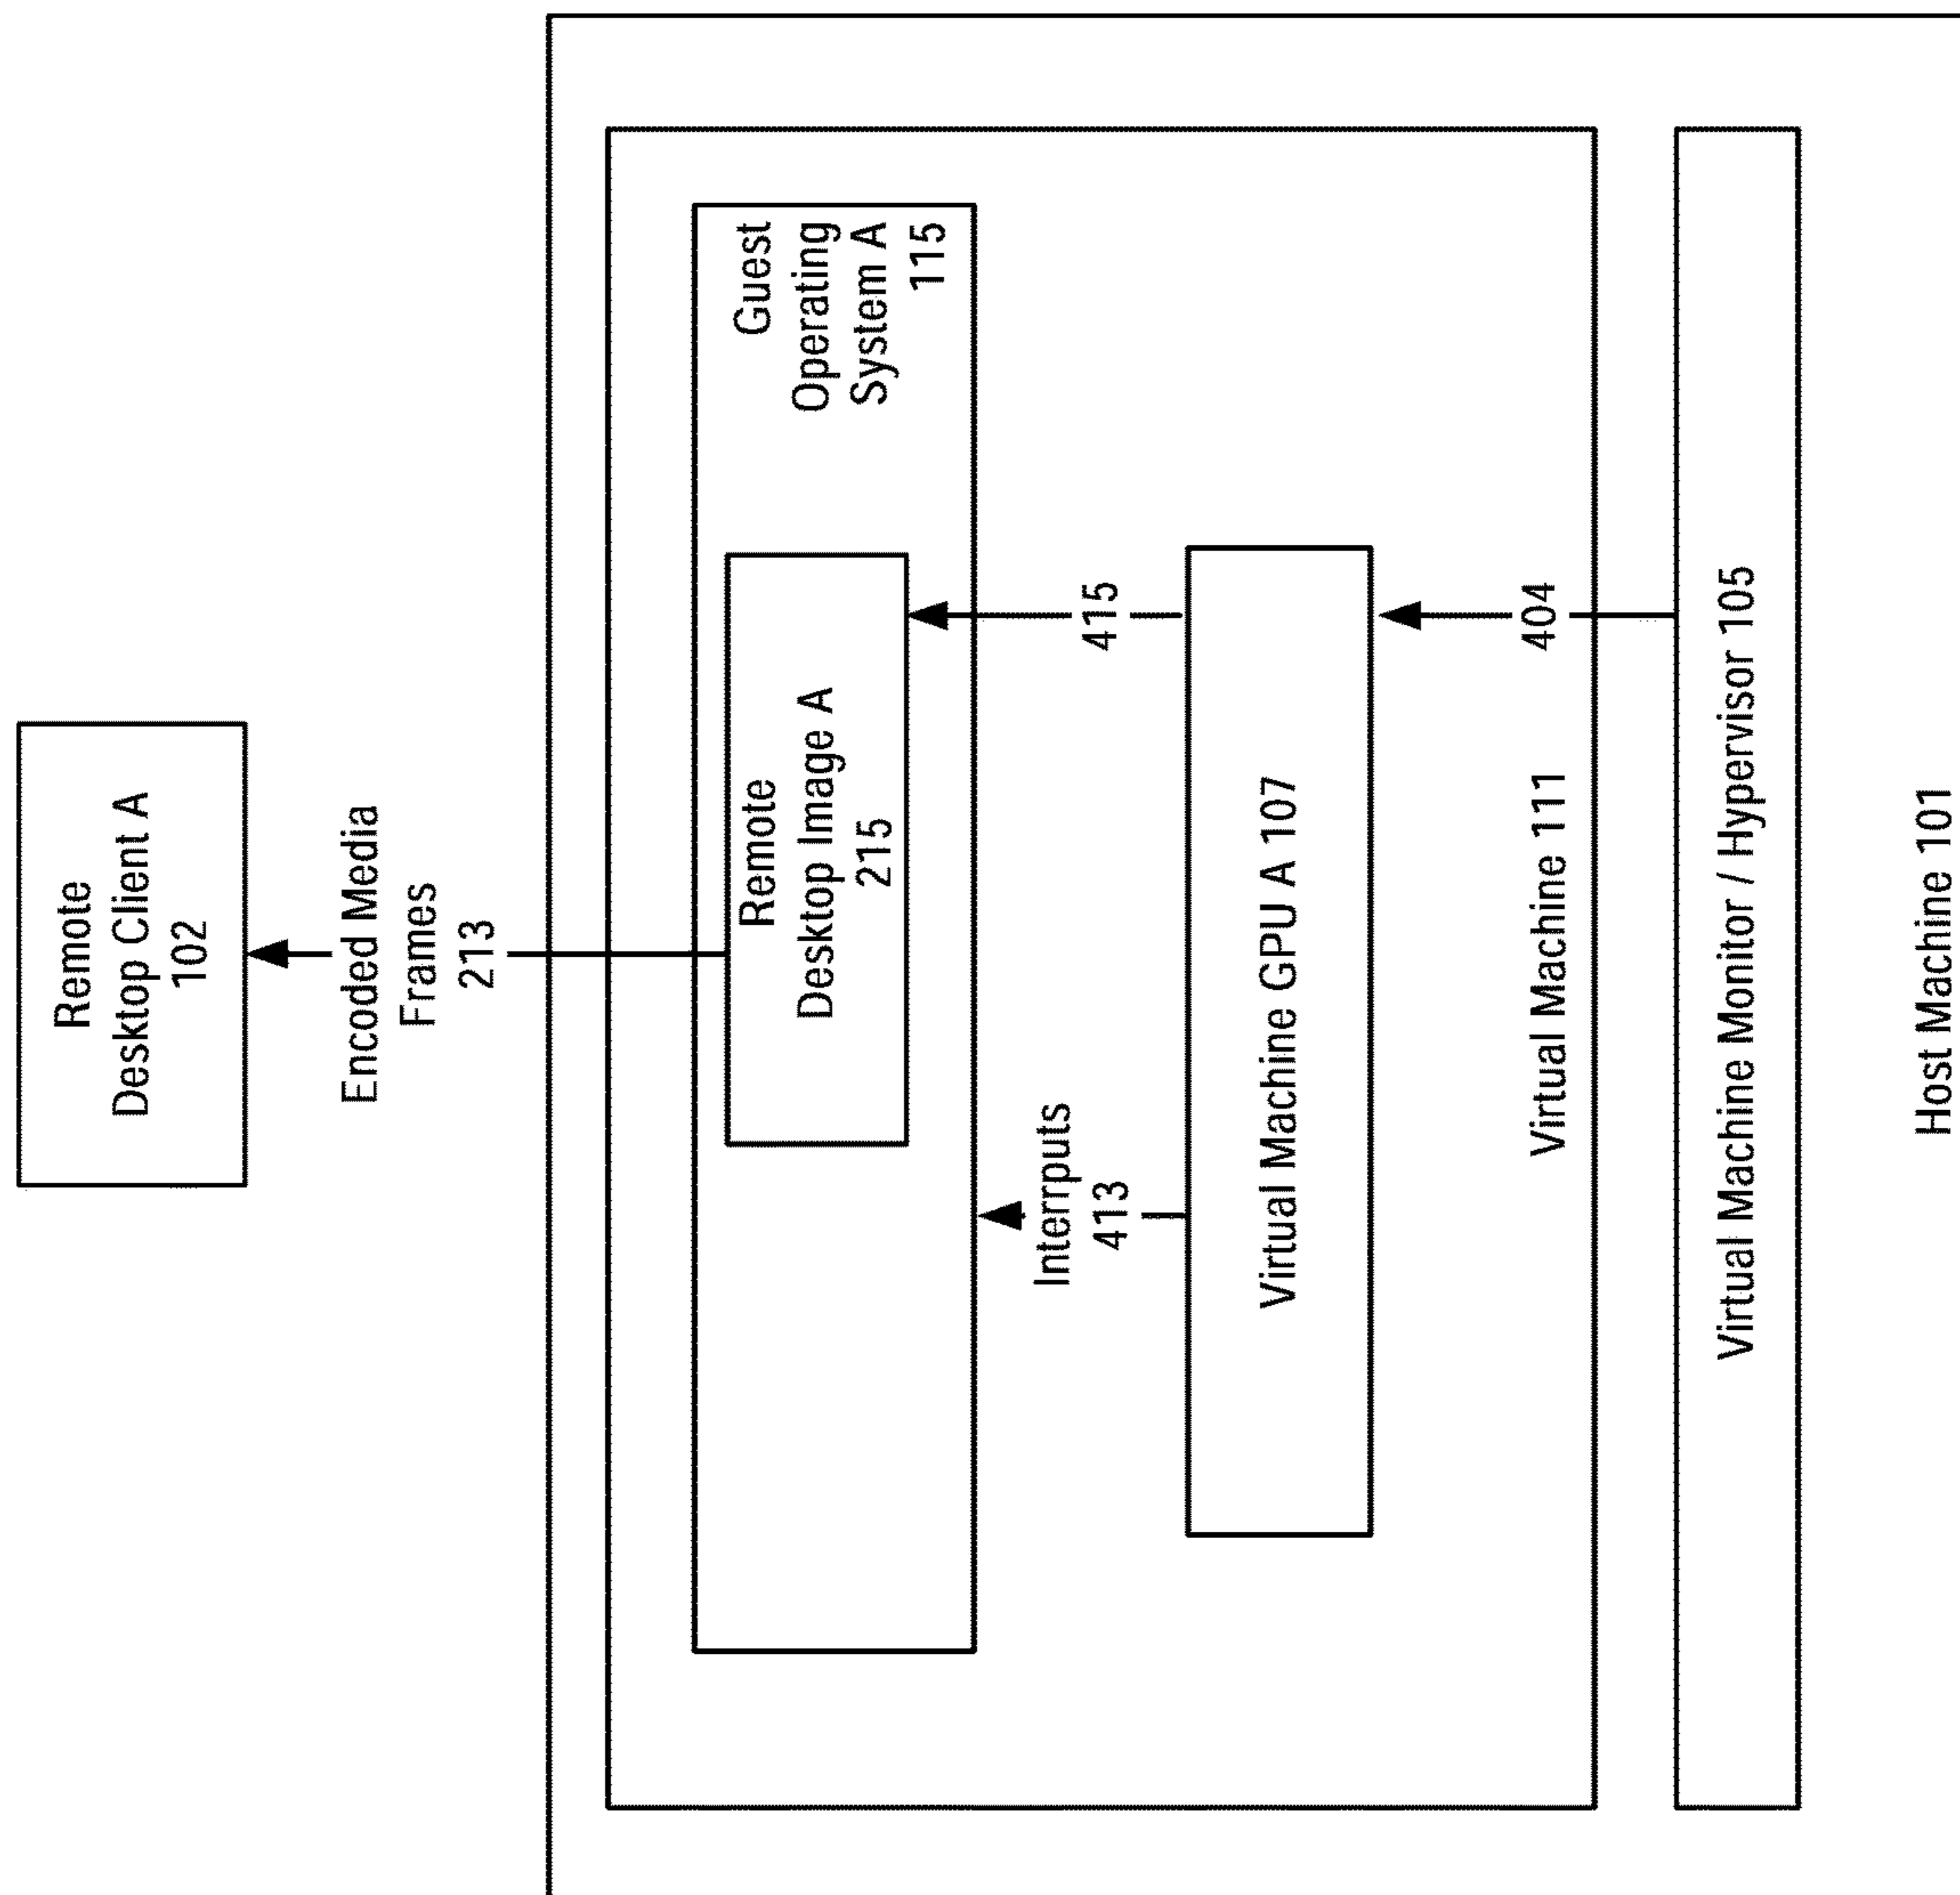 Remote
Desktop Client A
102
Encoded Media
Frames
213
Guest
Operating
System A
115
Remote
Desktop Image A
215
Interrputs
413
415
Virtual Machine GPU A 107
404
Virtual Machine 111
Virtual Machine Monitor / Hypervisor 105
Host Machine 101